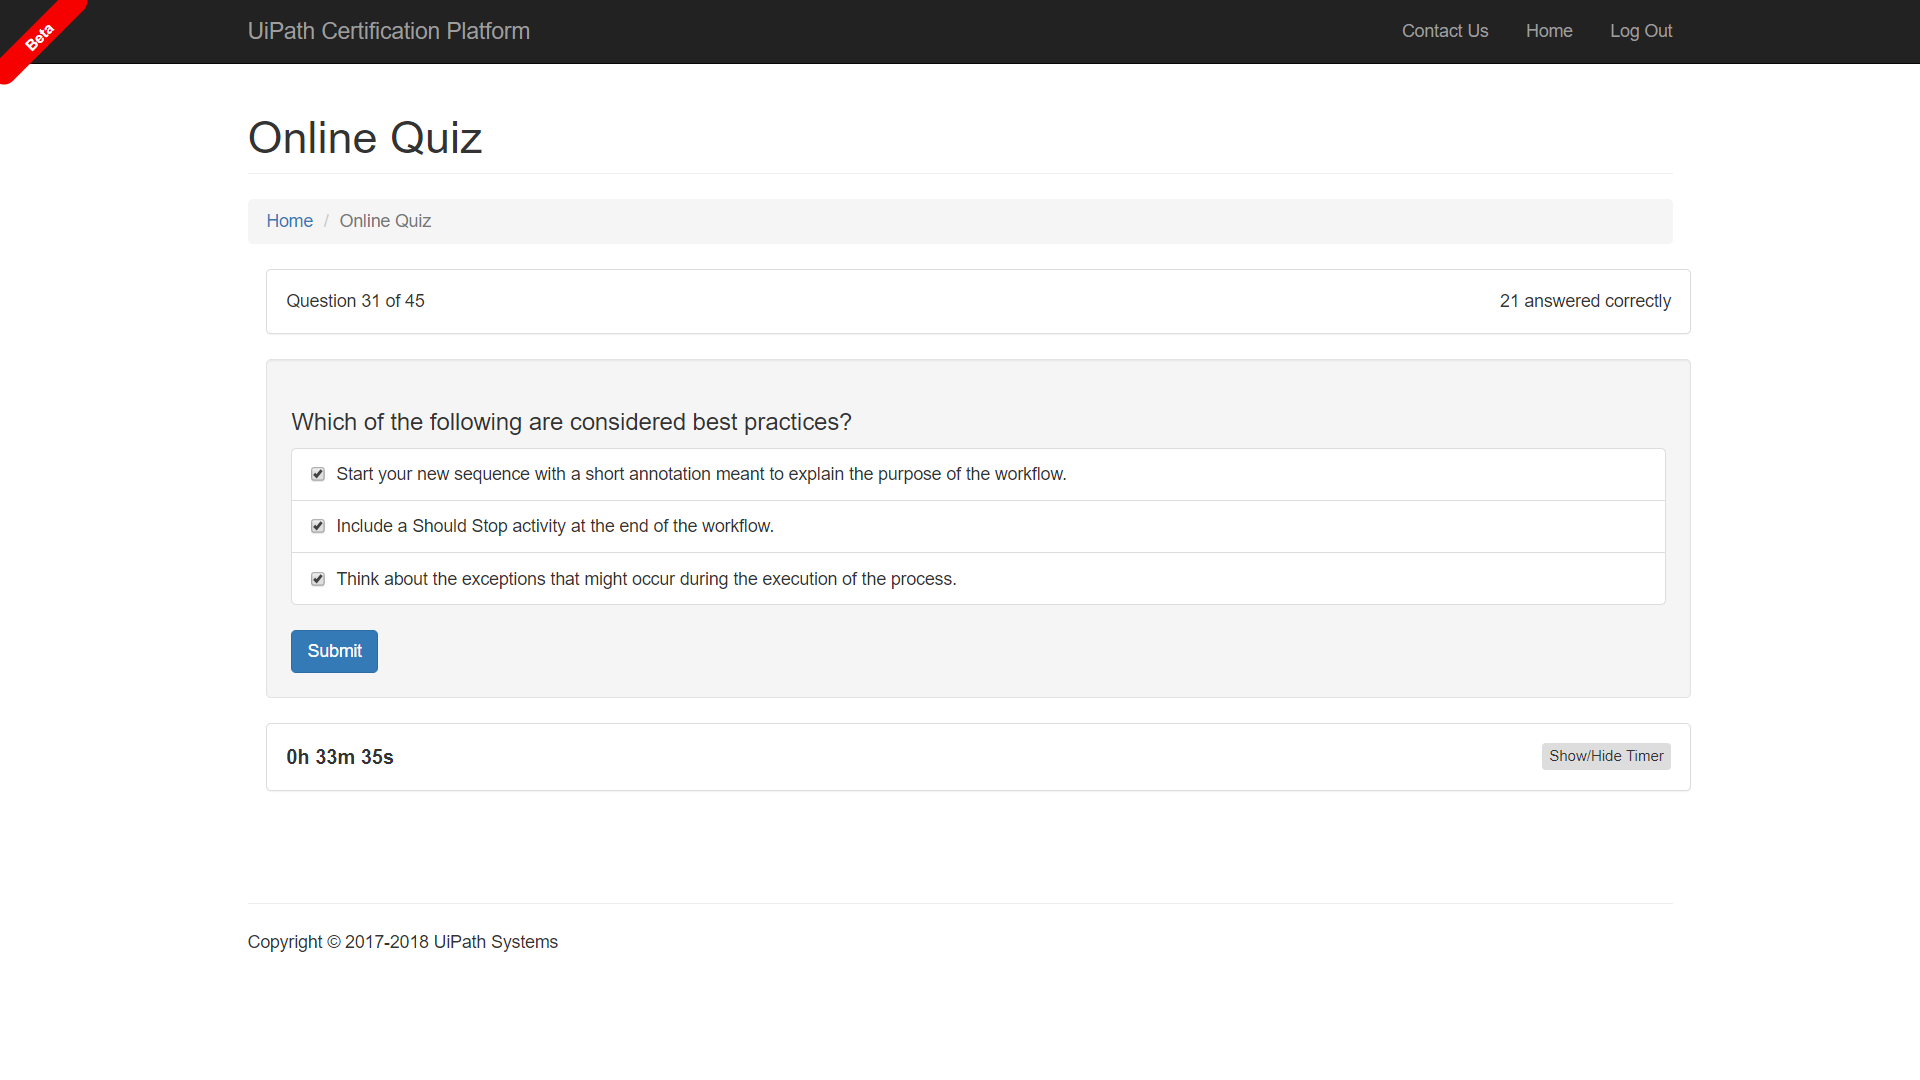 Beta
UiPath Certification Platform
Contact Us
Home
Log Out
Online Quiz
Home / Online Quiz
Question 31 of 45
21 answered correctly
Which of the following are considered best practices?
Start your new sequence with a short annotation meant to explain the purpose of the workflow.
Include a Should Stop activity at the end of the workflow.
Think about the exceptions that might occur during the execution of the process.
Submit
0h 33m 35s
Show/Hide Timer
Copyright © 2017-2018 UiPath Systems